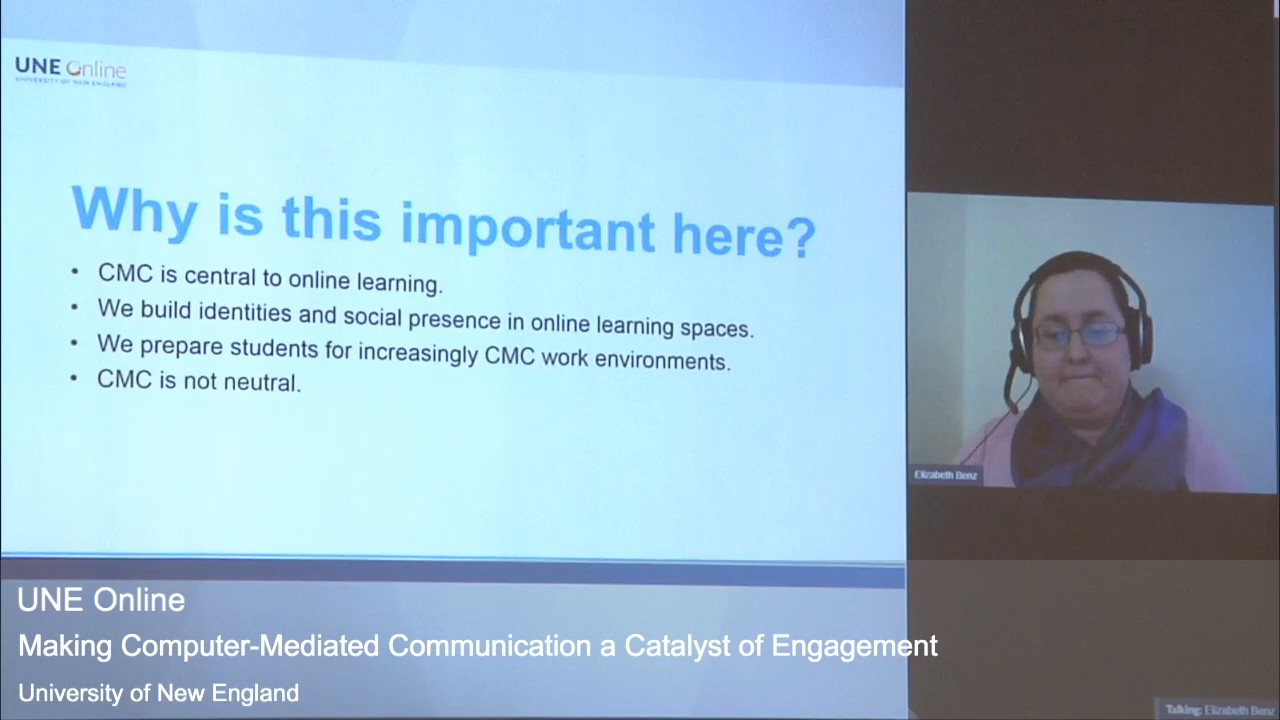 UNE Online
UNIVERSITY OF NEW ENGLAND
Why is this important here?
• CMC is central to online learning.
• We build identities and social presence in online learning spaces.
• We prepare students for increasingly CMC work environments.
• CMC is not neutral.
Elizabeth Benz
UNE Online
Making Computer-Mediated Communication a Catalyst of Engagement
University of New England
Talking: Elizabeth Benz